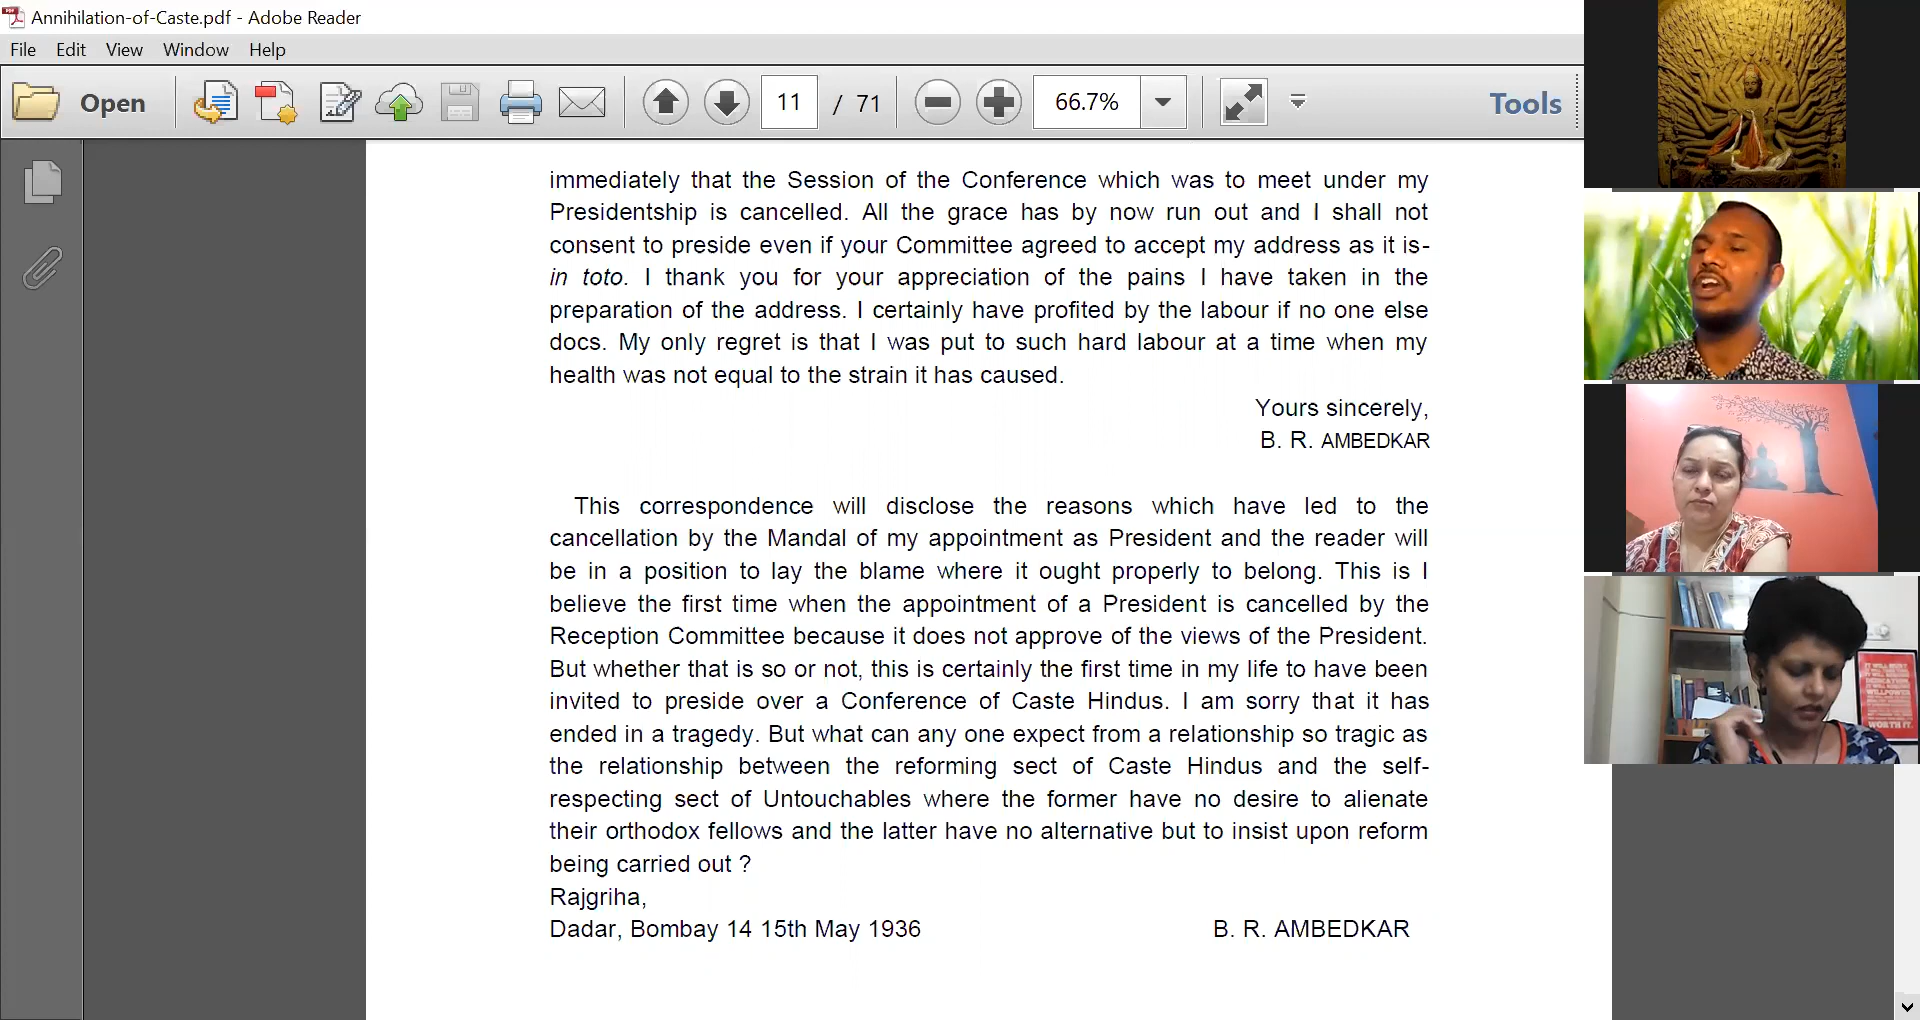 Annihilation-of-Caste.pdf - Adobe Reader
File Edit View Window Help
Open 11 / 71 66.7% Tools
immediately that the Session of the Conference which was to meet under my
Presidentship is cancelled. All the grace has by now run out and I shall not
consent to preside even if your Committee agreed to accept my address as it is-
in toto. I thank you for your appreciation of the pains I have taken in the
preparation of the address. I certainly have profited by the labour if no one else
docs. My only regret is that I was put to such hard labour at a time when my
health was not equal to the strain it has caused.
Yours sincerely,
B. R. AMBEDKAR
This correspondence will disclose the reasons which have led to the
cancellation by the Mandal of my appointment as President and the reader will
be in a position to lay the blame where it ought properly to belong. This is I
believe the first time when the appointment of a President is cancelled by the
Reception Committee because it does not approve of the views of the President.
But whether that is so or not, this is certainly the first time in my life to have been
invited to preside over a Conference of Caste Hindus. I am sorry that it has
ended in a tragedy. But what can any one expect from a relationship so tragic as
the relationship between the reforming sect of Caste Hindus and the self-
respecting sect of Untouchables where the former have no desire to alienate
their orthodox fellows and the latter have no alternative but to insist upon reform
being carried out ?
Rajgriha,
Dadar, Bombay 14 15th May 1936 B. R. AMBEDKAR
IT WILL HURT
DEDICATION
WILLPOWER
WORTH IT.